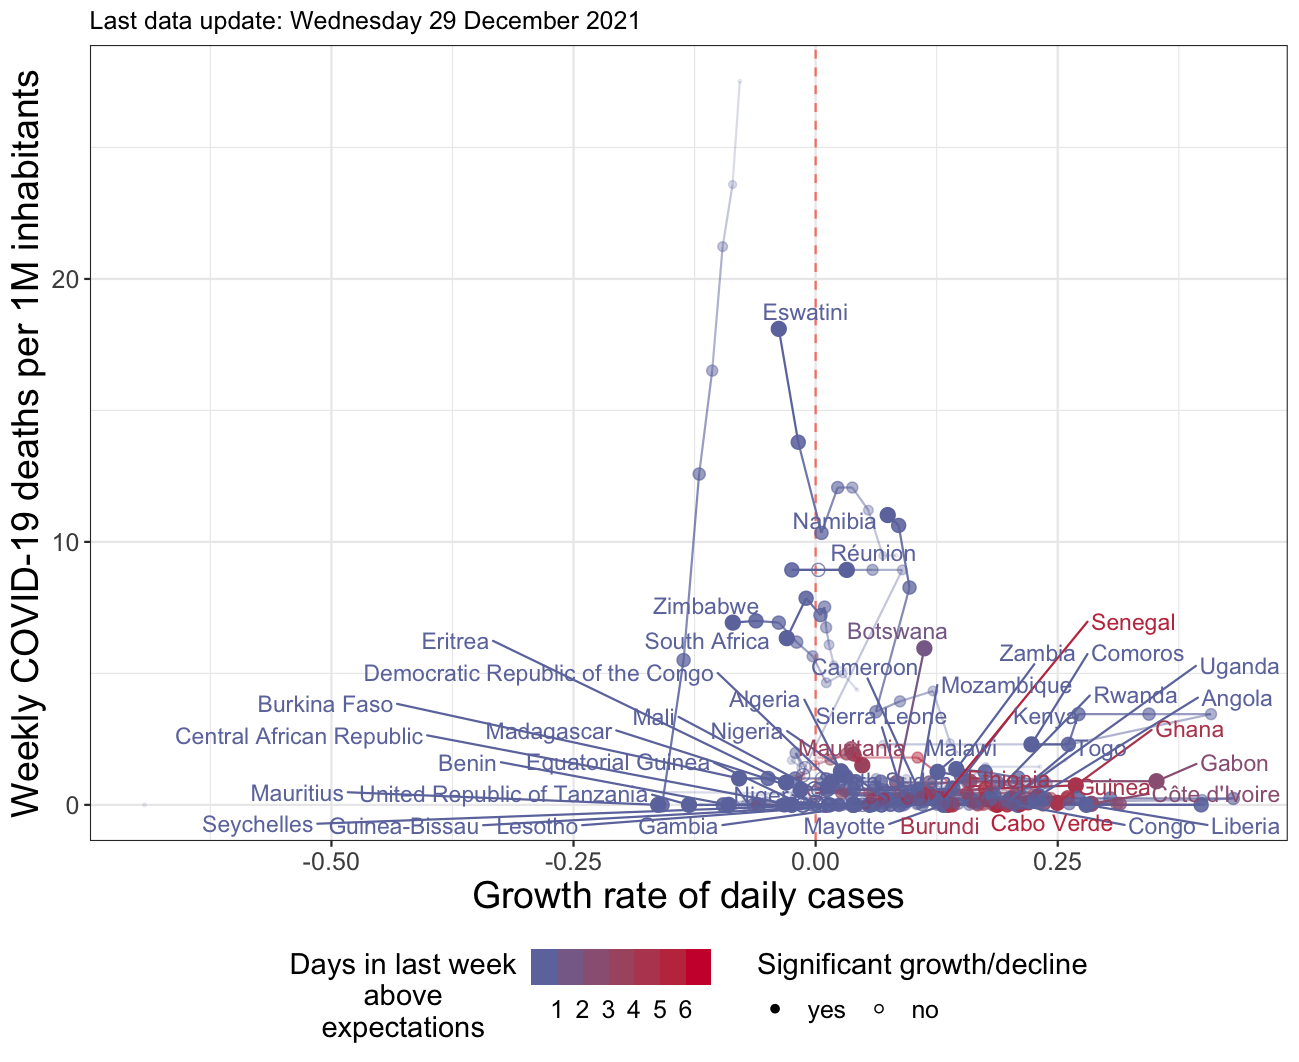 Last data update: Wednesday 29 December 2021
Weekly COVID-19 deaths per 1M inhabitants
20
10
0
Eswatini
Namibia
Réunion
Zimbabwe
Senegal
Botswana
Eritrea
South Africa
Zambia
Comoros
Democratic Republic of the Congo
Cameroon
Uganda
Mozambique
Burkina Faso
Algeria
Rwanda
Angola
Mali
Sierra Leone
Kenya
Central African Republic
Madagascar
Nigeria
Ghana
Mauritania
Malawi
Togo
Benin
Equatorial Guinea
Gabon
Ethiopia
Guinea
Mauritius
United Republic of Tanzania
Niger
Côte d'Ivoire
Seychelles
Guinea-Bissau
Lesotho
Gambia
Mayotte
Burundi
Cabo Verde
Congo
Liberia
-0.50
-0.25
0.00
0.25
Growth rate of daily cases
Days in last week
above
expectations
1 2 3 4 5 6
Significant growth/decline
yes
no